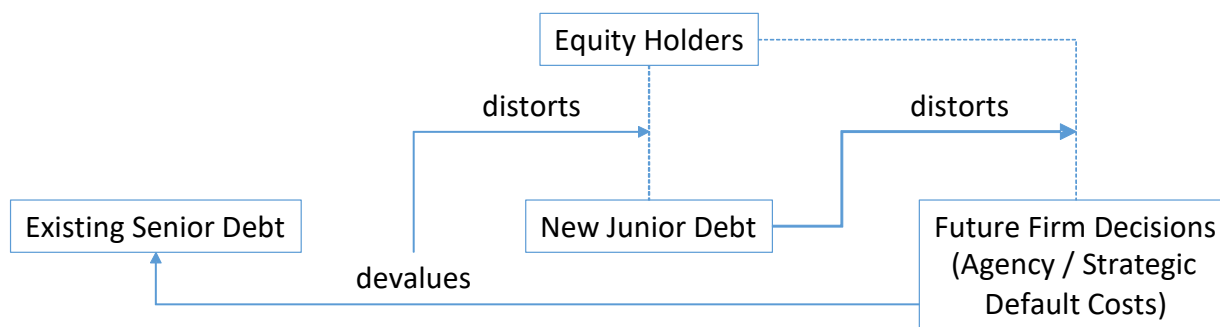 Equity Holders
distorts
distorts
Existing Senior Debt
New Junior Debt
Future Firm Decisions
(Agency / Strategic
Default Costs)
devalues